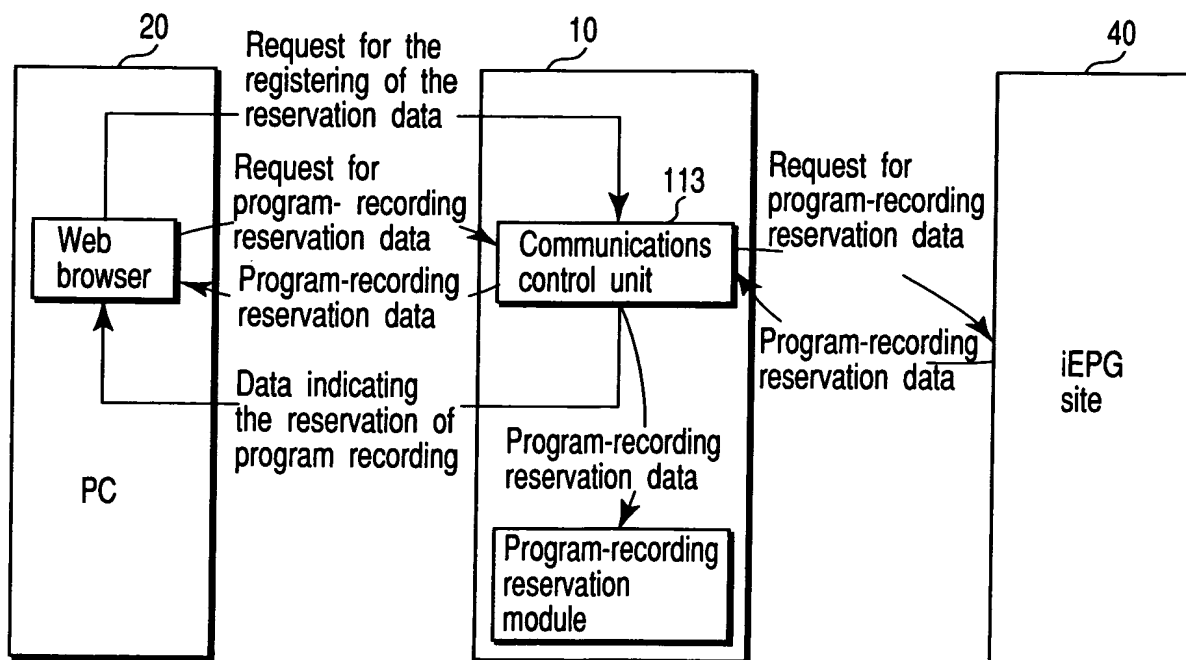 20
Request for the
registering of the
reservation data
10
40
Request for
program- recording
reservation data
113
Request for
program-recording
reservation data
Web
browser
Communications
control unit
Program-recording
reservation data
Program-recording
reservation data
iEPG
site
Data indicating
the reservation of
program recording
Program-recording
reservation data
PC
Program-recording
reservation
module